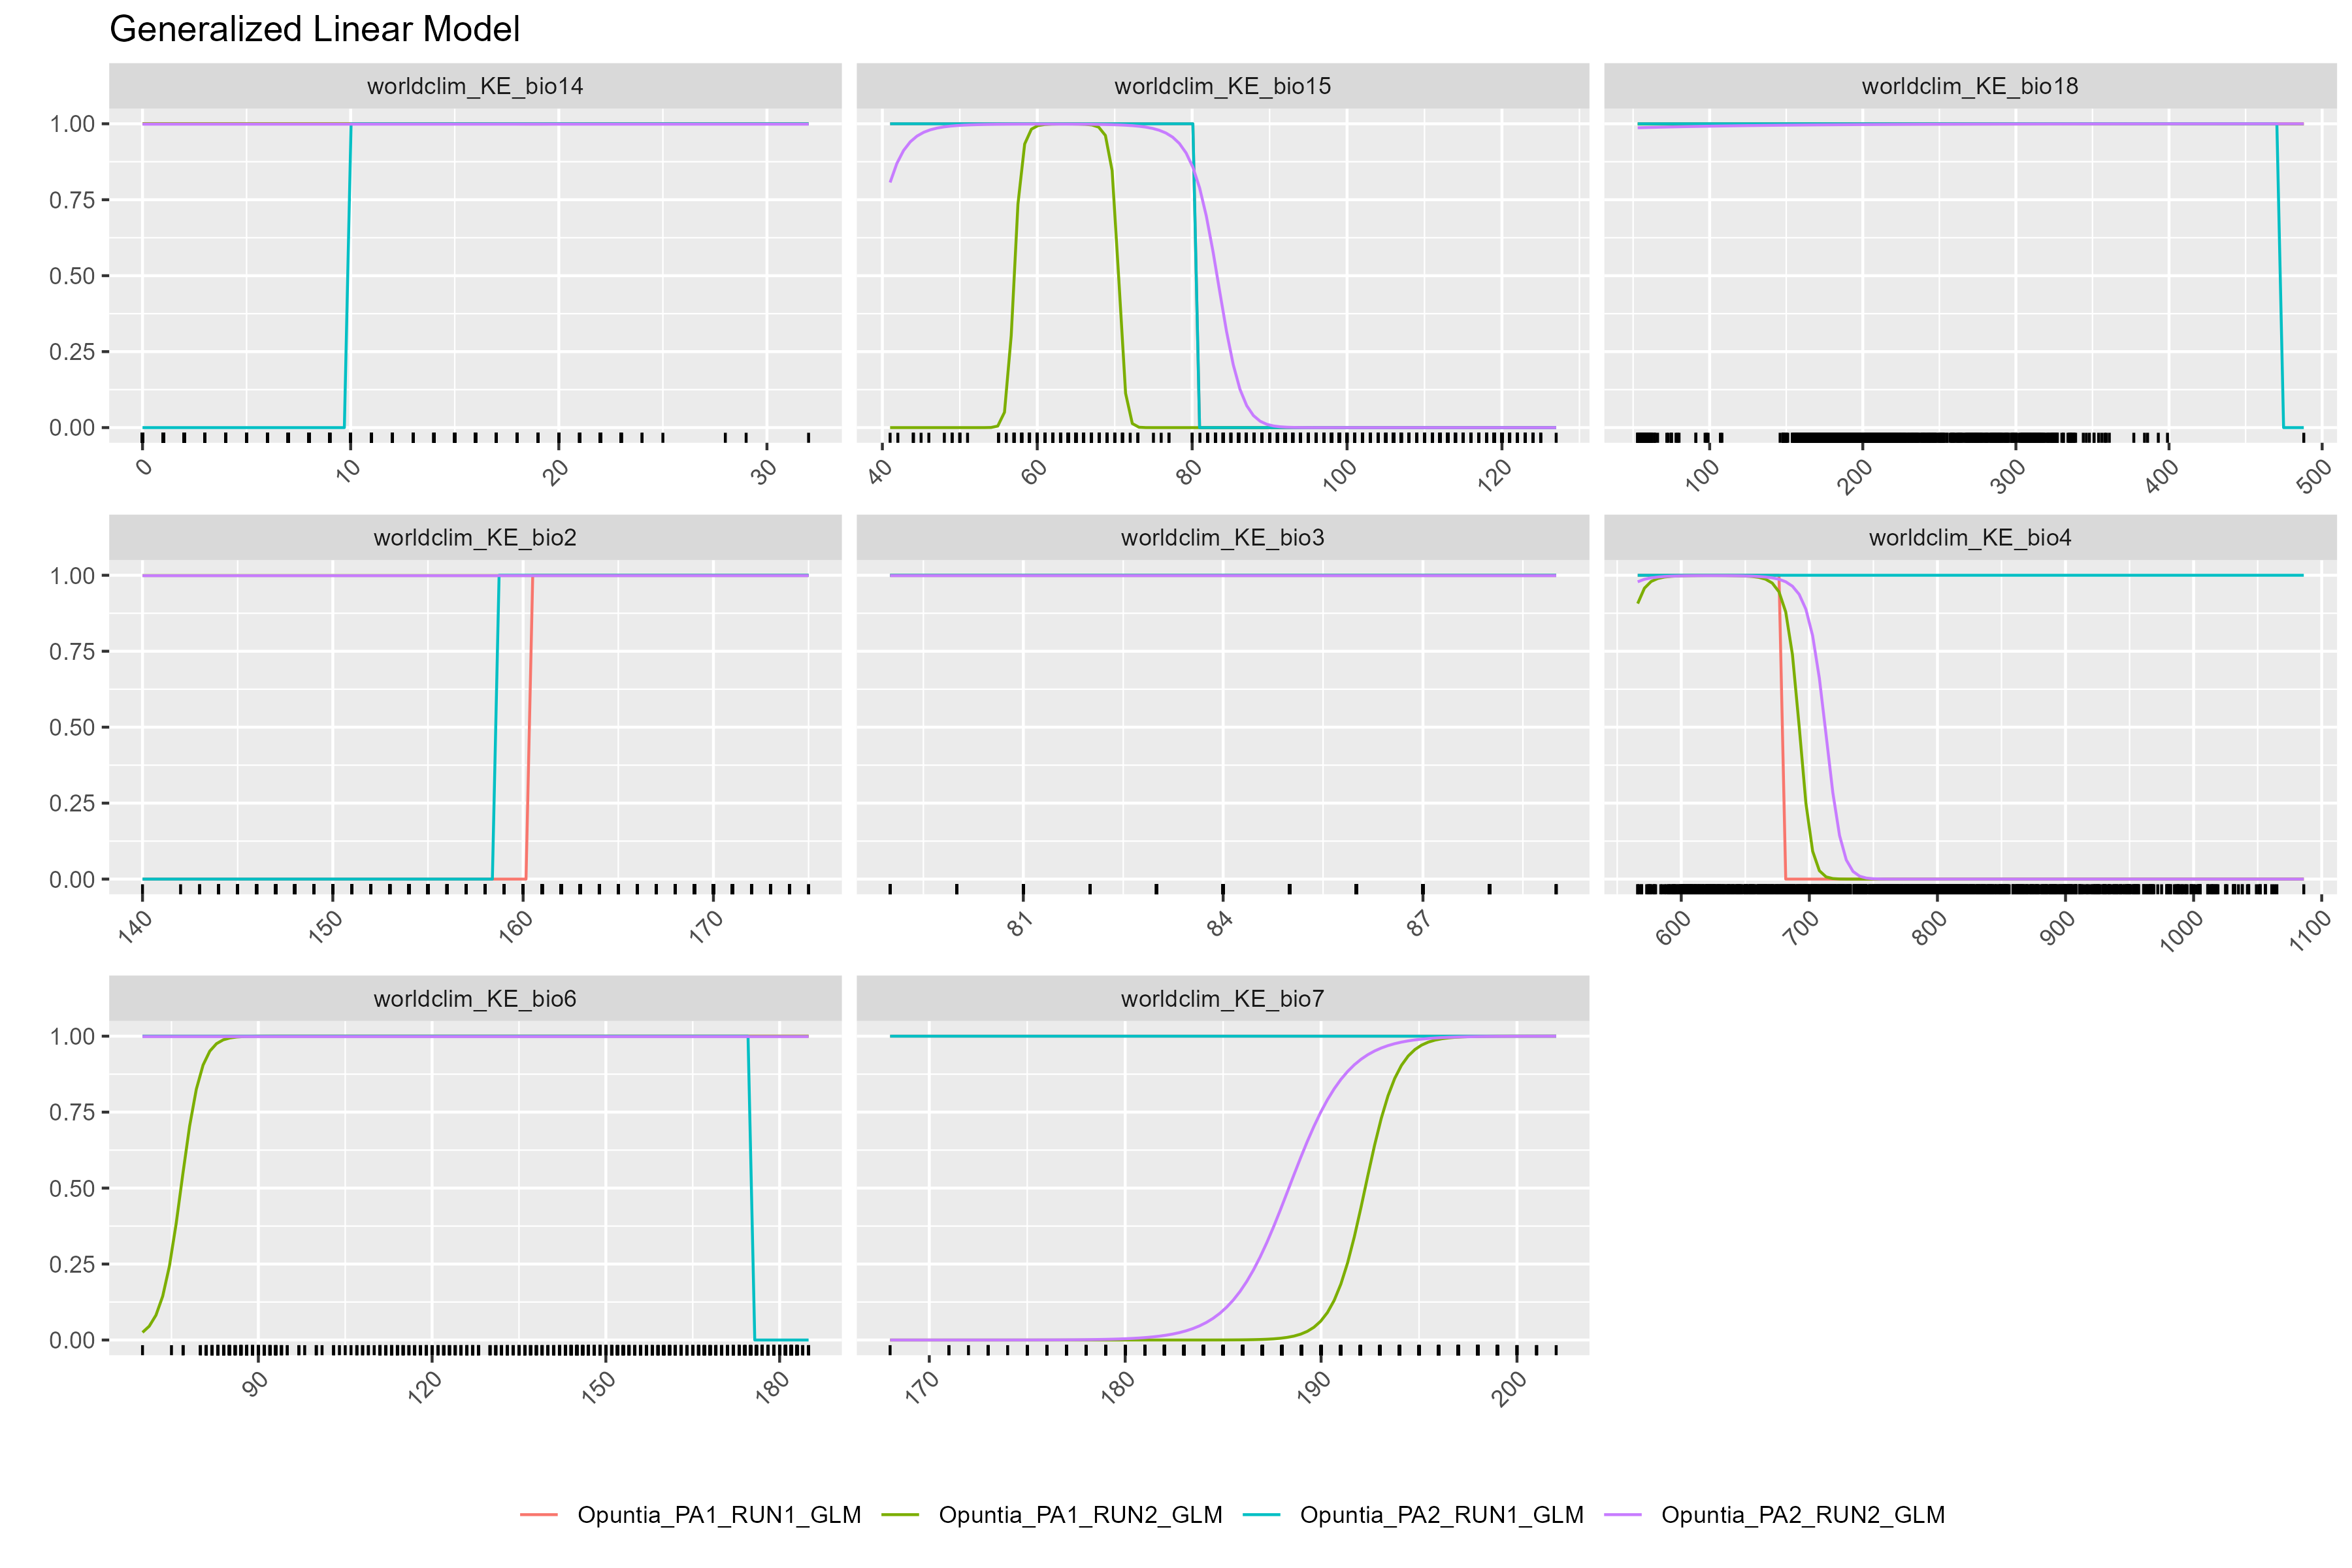 Generalized Linear Model
worldclim_KE_bio14 worldclim_KE_bio15 worldclim_KE_bio18
1.00
0.75
0.50
0.25
0.00
0 10 20 30 40 60 80 100 120 100 200 300 400 500
worldclim_KE_bio2 worldclim_KE_bio3 worldclim_KE_bio4
1.00
0.75
0.50
0.25
0.00
140 150 160 170 81 84 87 600 700 800 900 1000 1100
worldclim_KE_bio6 worldclim_KE_bio7
1.00
0.75
0.50
0.25
0.00
90 120 150 180 170 180 190 200
Opuntia_PA1_RUN1_GLM Opuntia_PA1_RUN2_GLM Opuntia_PA2_RUN1_GLM Opuntia_PA2_RUN2_GLM